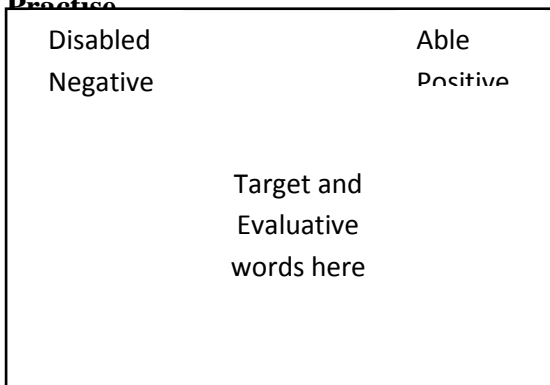 Practise
Disabled Able
Negative Positive
Target and
Evaluative
words here